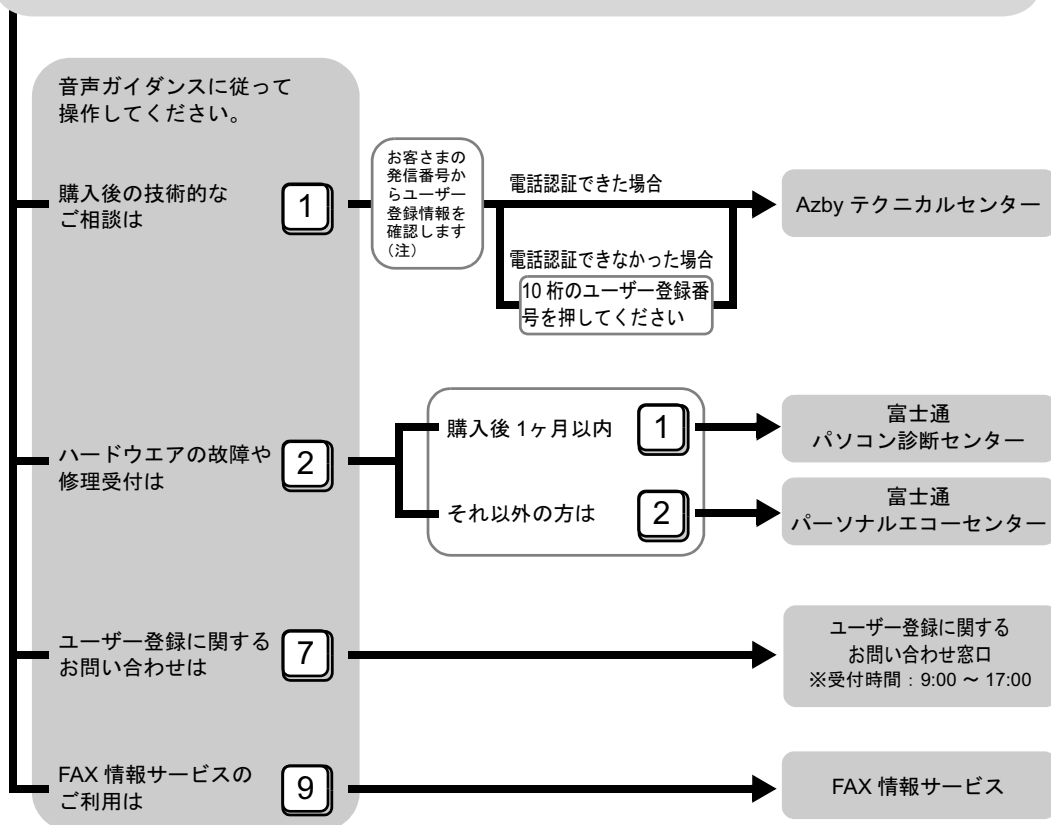 音声ガイダンスに従って
操作してください。
購入後の技術的な
ご相談は
1
お客さまの
発信番号か
らユーザー
登録情報を
確認します
（注）
電話認証できた場合
電話認証できなかった場合
10 桁のユーザー登録番
号を押してください
Azby テクニカルセンター
ハードウエアの故障や
修理受付は
2
購入後 1ヶ月以内
1
富士通
パソコン診断センター
それ以外の方は
2
富士通
パーソナルエコーセンター
ユーザー登録に関する
お問い合わせは
7
ユーザー登録に関する
お問い合わせ窓口
※受付時間：9:00 ～ 17:00
FAX 情報サービスの
ご利用は
9
FAX 情報サービス